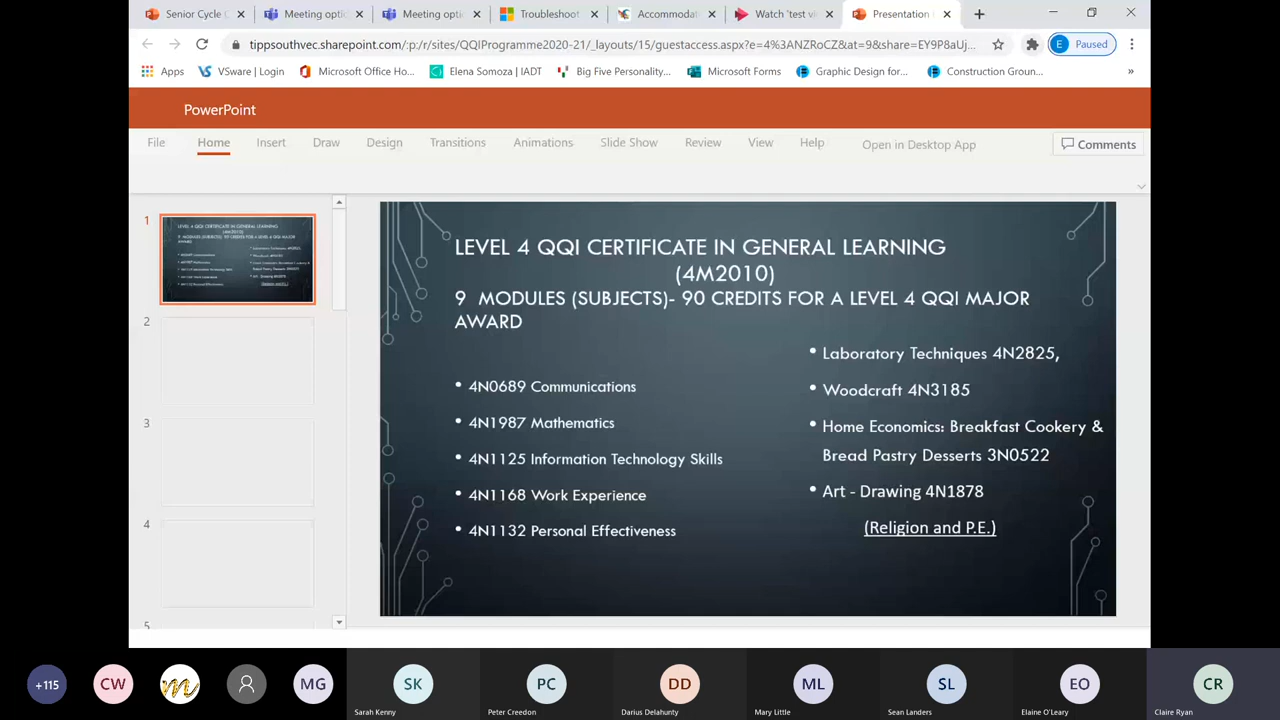 Senior Cycle
Meeting opti
Meeting opti
Troubleshoot
Accommodat
Watch 'test vi
Presentation
tippsouthvec.sharepoint.com/:p:/r/sites/QQIProgramme2020-21/_layouts/15/guestaccess.aspx?e=4%3ANZRoCZ&at=9&share=EY9P8aUj...
E Paused
Apps
VSware | Login
Microsoft Office Ho...
Elena Somoza | IADT
Big Five Personality...
Microsoft Forms
Graphic Design for...
Construction Groun...
»
PowerPoint
File Home Insert Draw Design Transitions Animations Slide Show Review View Help Open in Desktop App Comments
1
2
3
4
5
LEVEL 4 QQI CERTIFICATE IN GENERAL LEARNING
(4M2010)
9 MODULES (SUBJECTS)- 90 CREDITS FOR A LEVEL 4 QQI MAJOR
AWARD
• 4N0689 Communications
• 4N1987 Mathematics
• 4N1125 Information Technology Skills
• 4N1168 Work Experience
• 4N1132 Personal Effectiveness
• Laboratory Techniques 4N2825,
• Woodcraft 4N3185
• Home Economics: Breakfast Cookery &
Bread Pastry Desserts 3N0522
• Art - Drawing 4N1878
(Religion and P.E.)
+115
CW
m
MG
SK
Sarah Kenny
PC
Peter Creedon
DD
Darius Delahunty
ML
Mary Little
SL
Sean Landers
EO
Elaine O'Leary
CR
Claire Ryan